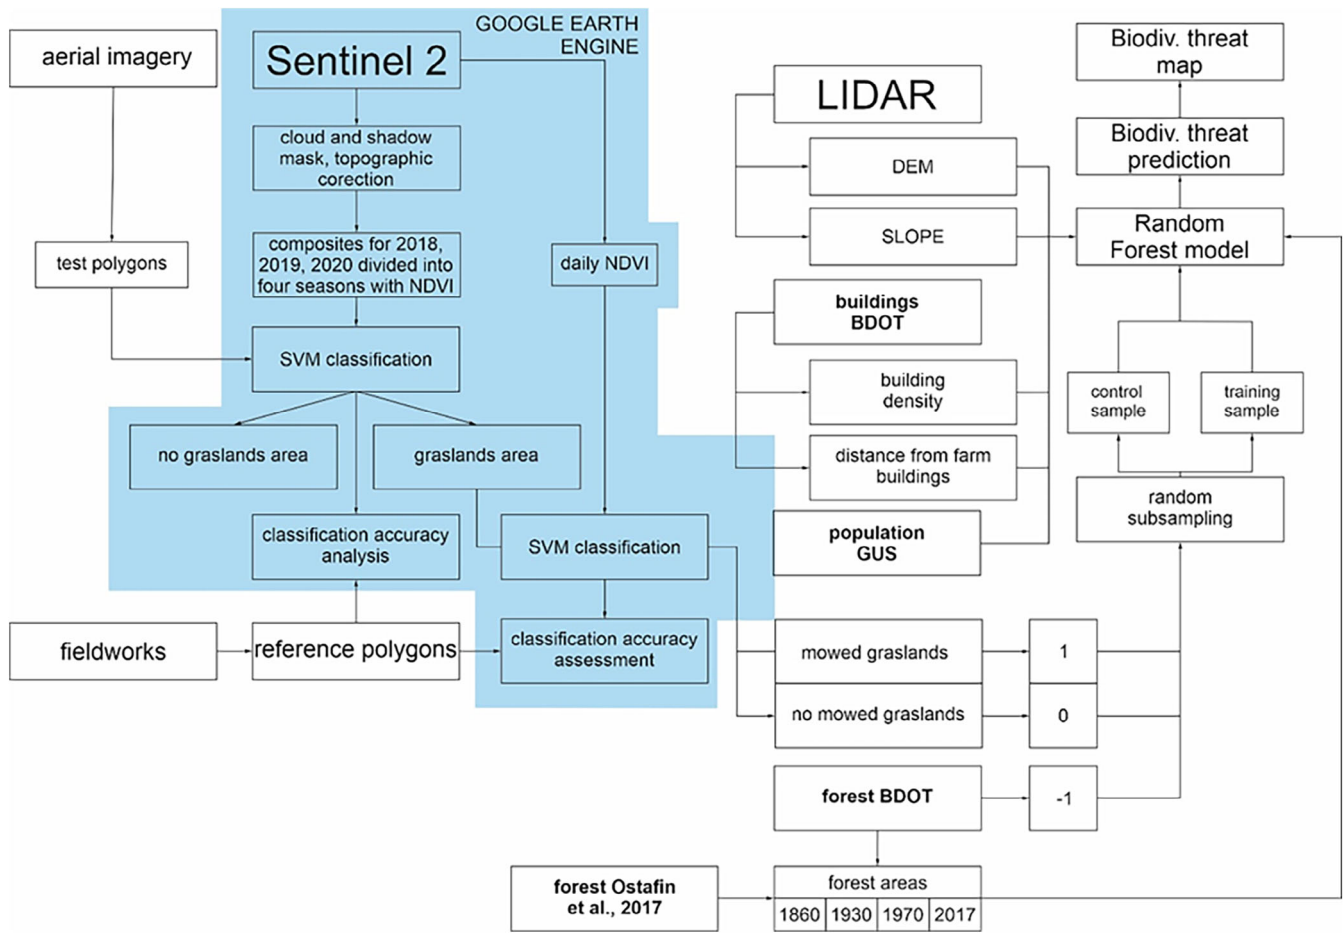 GOOGLE EARTH
ENGINE
aerial imagery
Sentinel 2
cloud and shadow
mask, topographic
corection
composites for 2018,
2019, 2020 divided into
four seasons with NDVI
daily NDVI
test polygons
SVM classification
no graslands area
graslands area
classification accuracy
analysis
SVM classification
fieldworks
reference polygons
classification accuracy
assessment
LIDAR
DEM
SLOPE
buildings
BDOT
building
density
distance from farm
buildings
population
GUS
mowed graslands
1
no mowed graslands
0
forest BDOT
-1
forest Ostafin
et al., 2017
forest areas
1860
1930
1970
2017
Biodiv. threat
map
Biodiv. threat
prediction
Random
Forest model
control
sample
training
sample
random
subsampling